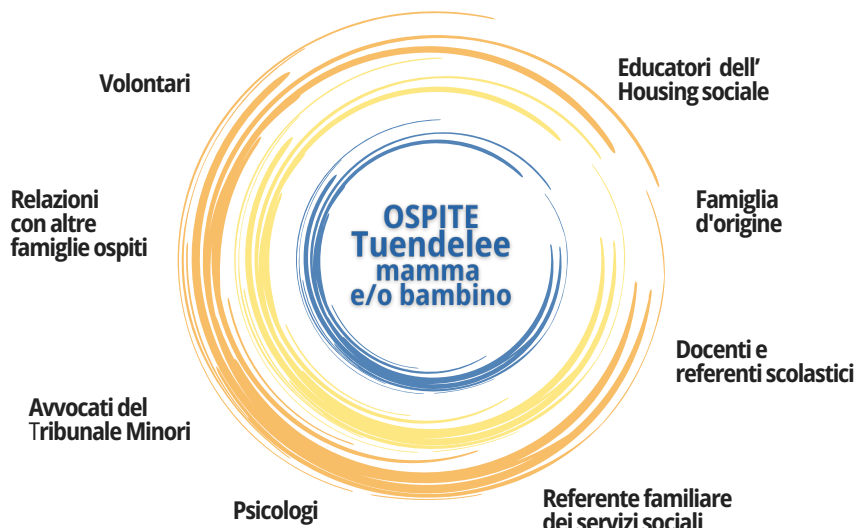 Volontari
Educatori dell'
Housing sociale
Relazioni
con altre
famiglie ospiti
OSPITE
Tuendelee
mamma
e/o bambino
Famiglia
d'origine
Docenti e
referenti scolastici
Avvocati del
Tribunale Minori
Psicologi
Referente familiare
dei servizi sociali